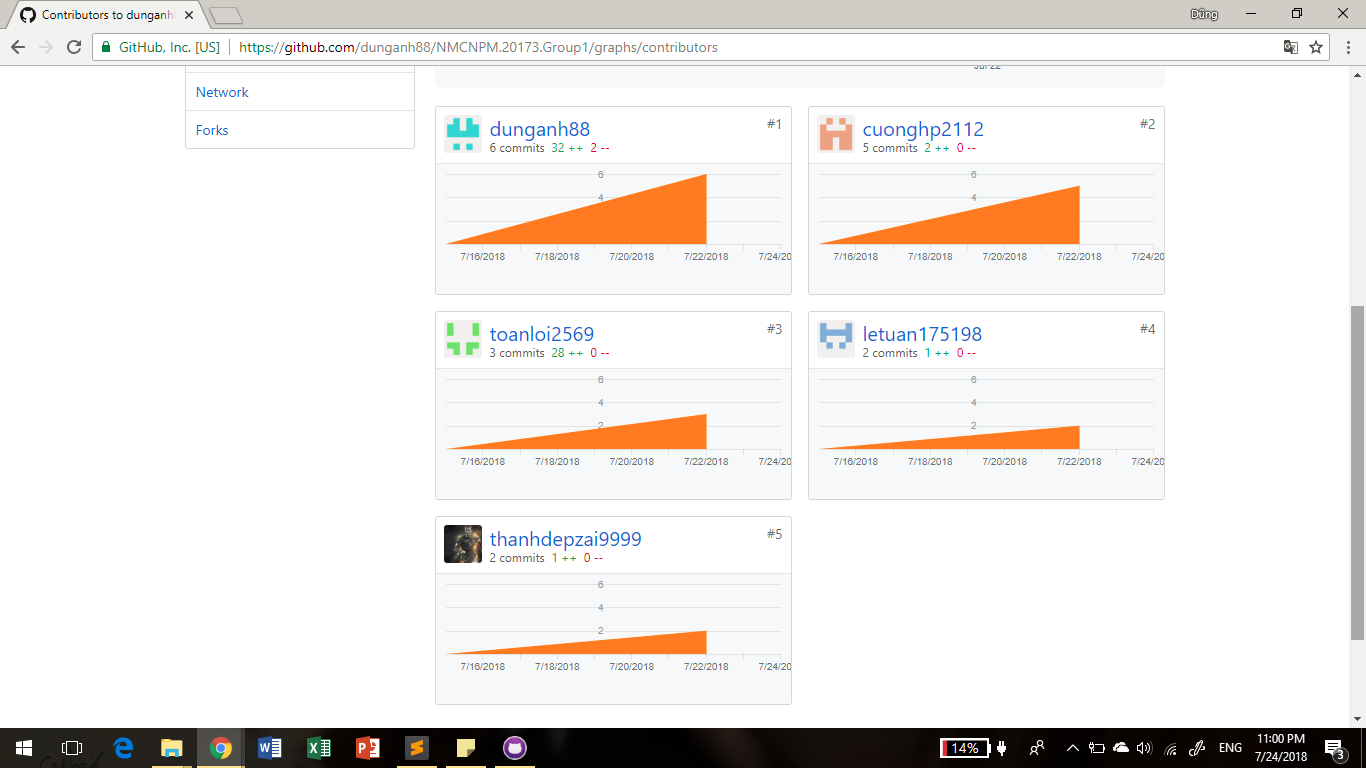 Contributors to dunganh
Dũng
GitHub, Inc. [US]
https://github.com/dunganh88/NMCNPM.20173.Group1/graphs/contributors
Network
Forks
Jul 22
dunganh88
#1
6 commits 32 ++ 2 --
6
4
7/16/2018 7/18/2018 7/20/2018 7/22/2018 7/24/20
cuonghp2112
#2
5 commits 2 ++ 0 --
6
4
7/16/2018 7/18/2018 7/20/2018 7/22/2018 7/24/20
toanloi2569
#3
3 commits 28 ++ 0 --
6
4
2
7/16/2018 7/18/2018 7/20/2018 7/22/2018 7/24/20
letuan175198
#4
2 commits 1 ++ 0 --
6
4
2
7/16/2018 7/18/2018 7/20/2018 7/22/2018 7/24/20
thanhdepzai9999
#5
2 commits 1 ++ 0 --
6
4
2
7/16/2018 7/18/2018 7/20/2018 7/22/2018 7/24/20
14%
ENG
11:00 PM
7/24/2018
3